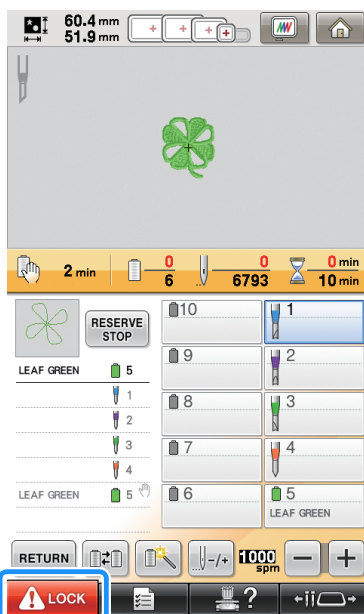 60.4 mm
51.9 mm
2 min
0
6
0
6793
0 min
10 min
RESERVE
STOP
LEAF GREEN 5
1
2
3
4
LEAF GREEN 5
10
1
9
2
8
3
7
4
6
5
LEAF GREEN
RETURN
-/+
1000
spm
-
+
LOCK
?